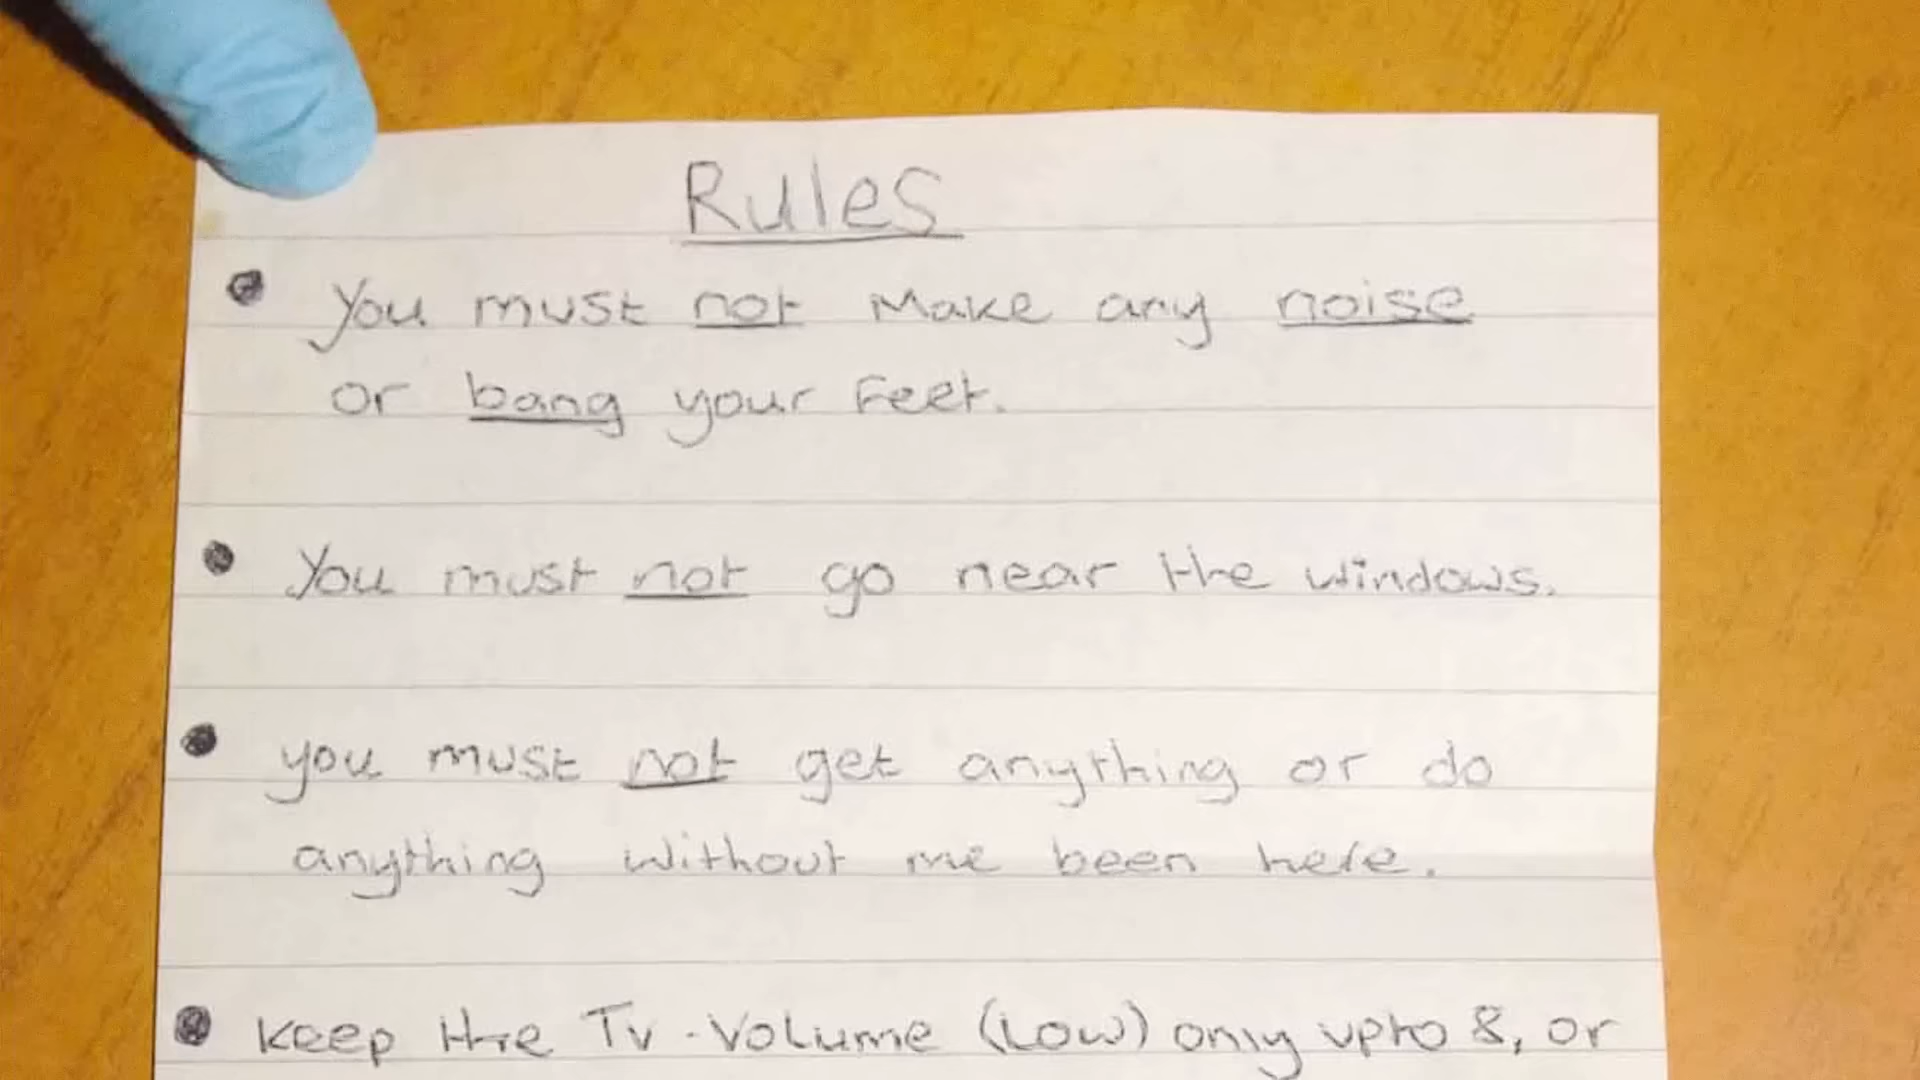 Rules
• You must not make any noise
or bang your Feet.
• You must not go near the windows.
• you must not get anything or do
anything without me been here.
• Keep the Tv - Volume (Low) only upto 8, or